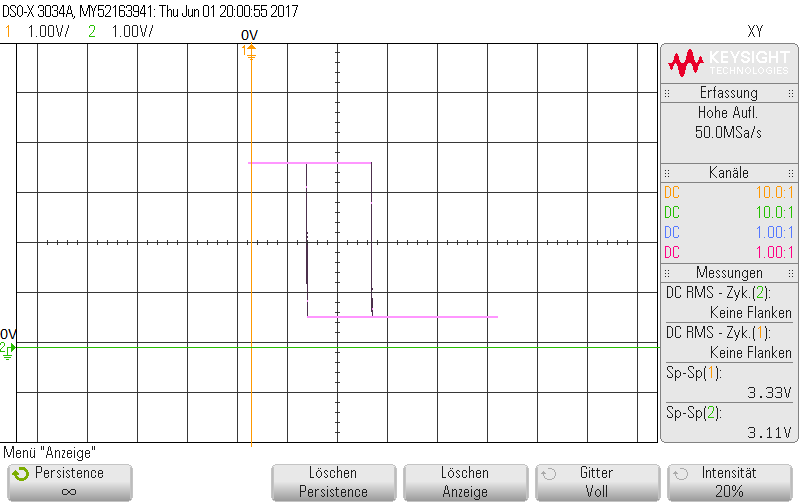 DSO-X 3034A, MY52163941: Thu Jun 01 20:00:55 2017
1 1.00V/ 2 1.00V/ XY
0V
1
0V
2
KEYSIGHT
TECHNOLOGIES
Erfassung
Hohe Aufl.
50.0MSa/s
Kanäle
DC 10.0:1
DC 10.0:1
DC 1.00:1
DC 1.00:1
Messungen
DC RMS - Zyk.(2):
Keine Flanken
DC RMS - Zyk.(1):
Keine Flanken
Sp-Sp(1):
3.33V
Sp-Sp(2):
3.11V
Menü "Anzeige"
Persistence
∞
Löschen
Persistence
Löschen
Anzeige
Gitter
Voll
Intensität
20%